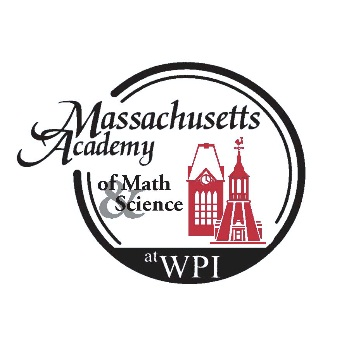 Massachusetts
Academy
of Math
& Science
at WPI